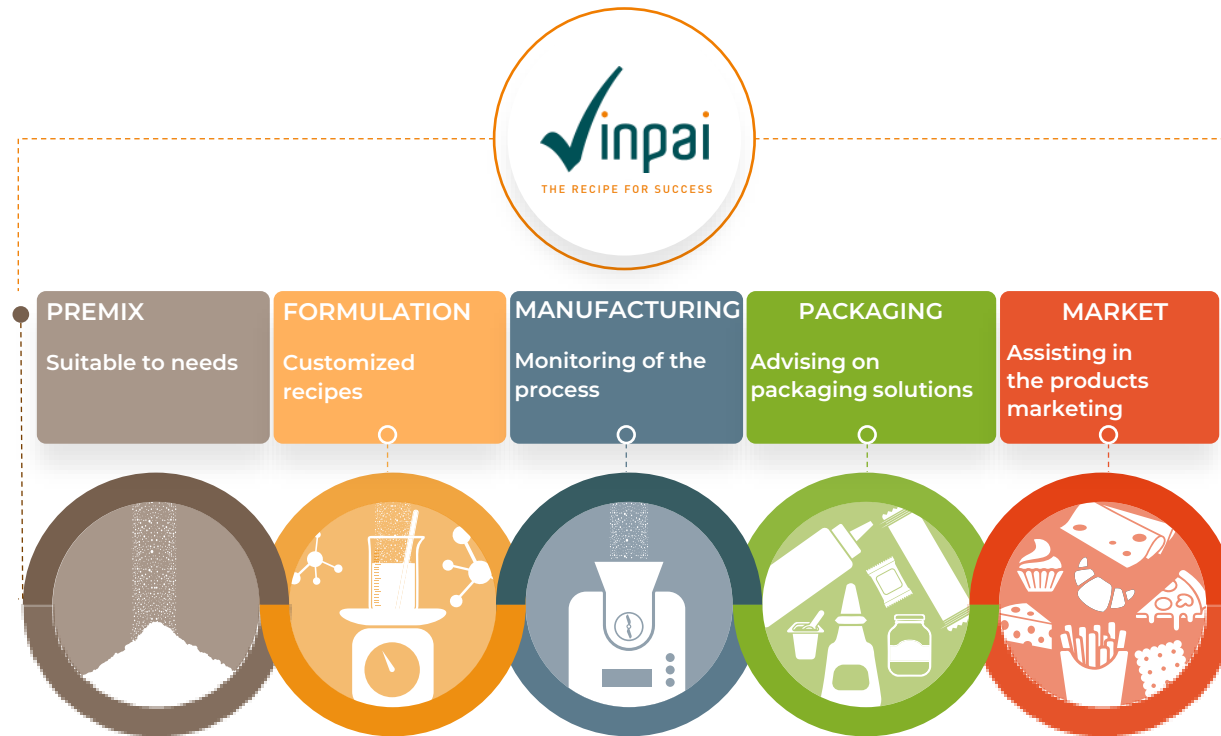 Vinpai
THE RECIPE FOR SUCCESS
PREMIX
Suitable to needs
FORMULATION
Customized
recipes
MANUFACTURING
Monitoring of the
process
PACKAGING
Advising on
packaging solutions
MARKET
Assisting in
the products
marketing